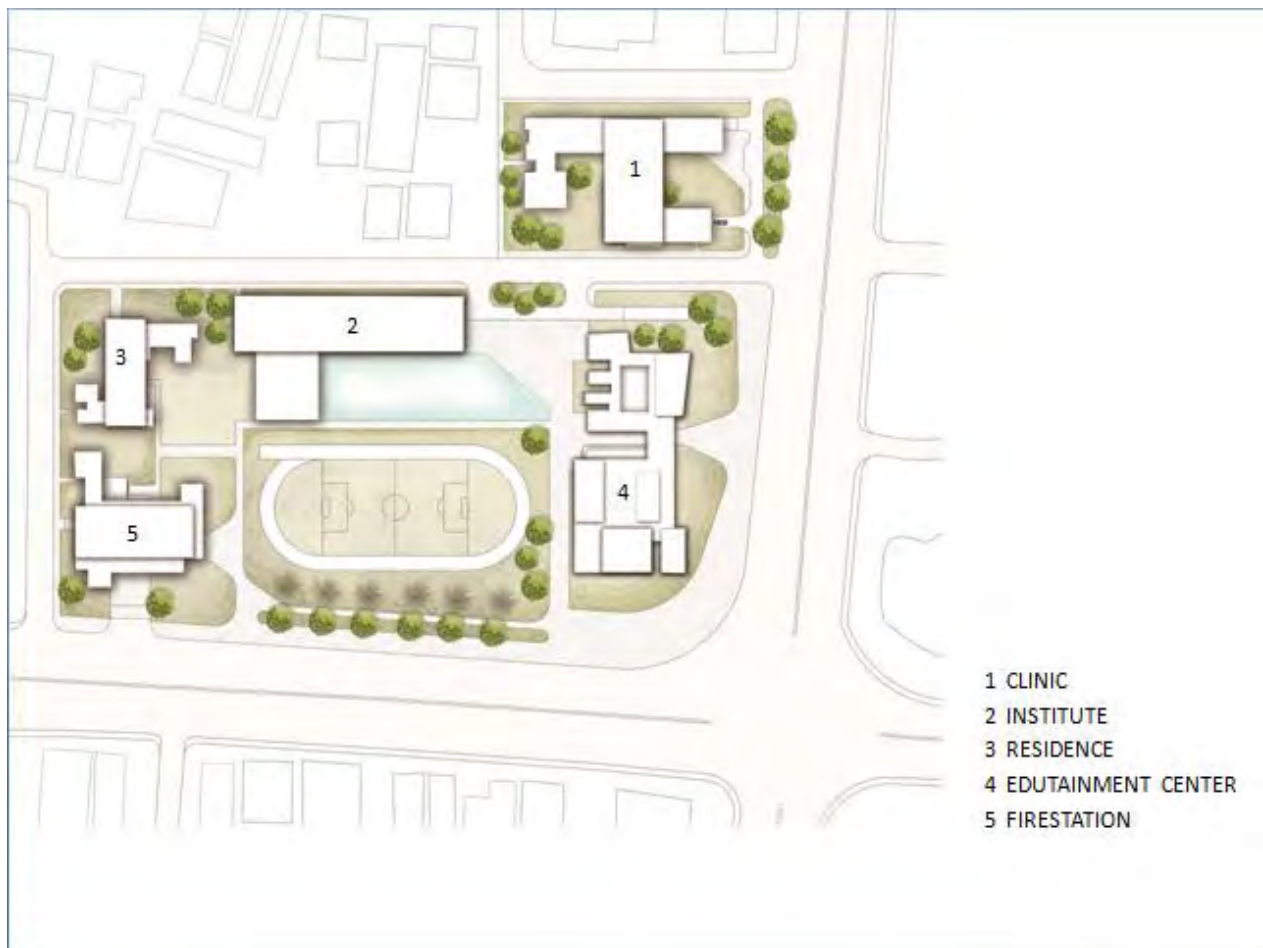 1
2
3
4
5
1 CLINIC
2 INSTITUTE
3 RESIDENCE
4 EDUTAINMENT CENTER
5 FIRESTATION